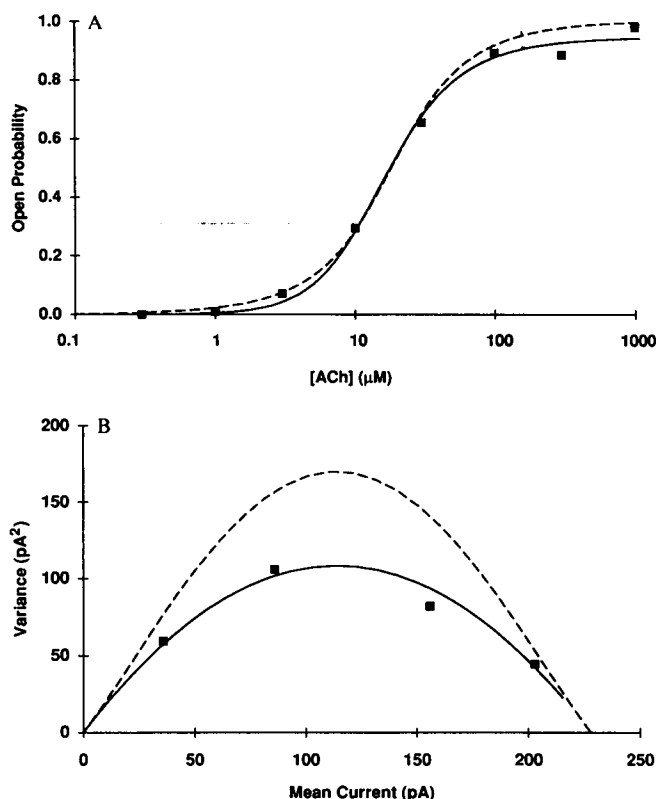 A
1.0
0.8
0.6
0.4
0.2
0.0
Open Probability
0.1 1 10 100 1000
[ACh] (μM)
B
200
150
100
50
0
Variance (pA²)
0 50 100 150 200 250
Mean Current (pA)